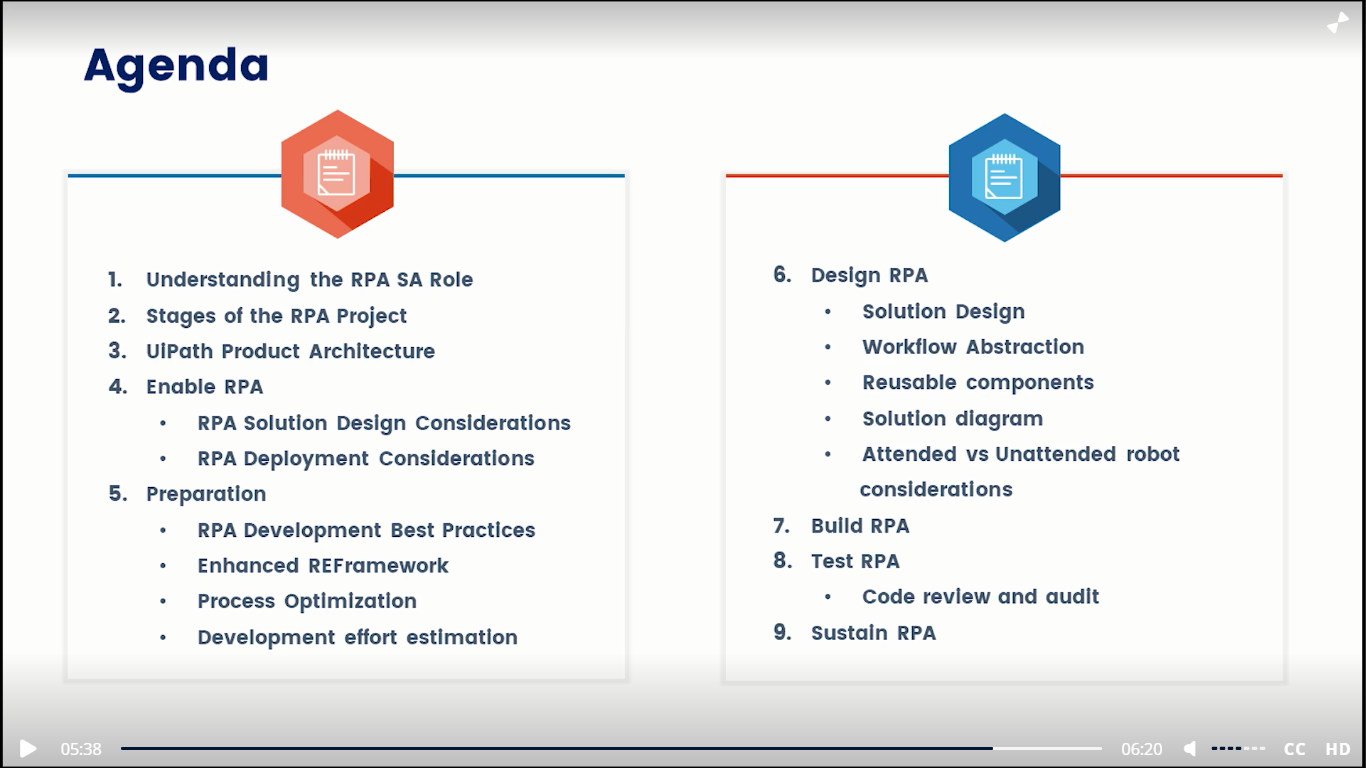 Agenda
1. Understanding the RPA SA Role
2. Stages of the RPA Project
3. UiPath Product Architecture
4. Enable RPA
• RPA Solution Design Considerations
• RPA Deployment Considerations
5. Preparation
• RPA Development Best Practices
• Enhanced REFramework
• Process Optimization
• Development effort estimation
6. Design RPA
• Solution Design
• Workflow Abstraction
• Reusable components
• Solution diagram
• Attended vs Unattended robot
considerations
7. Build RPA
8. Test RPA
• Code review and audit
9. Sustain RPA
05:38 06:20 CC HD